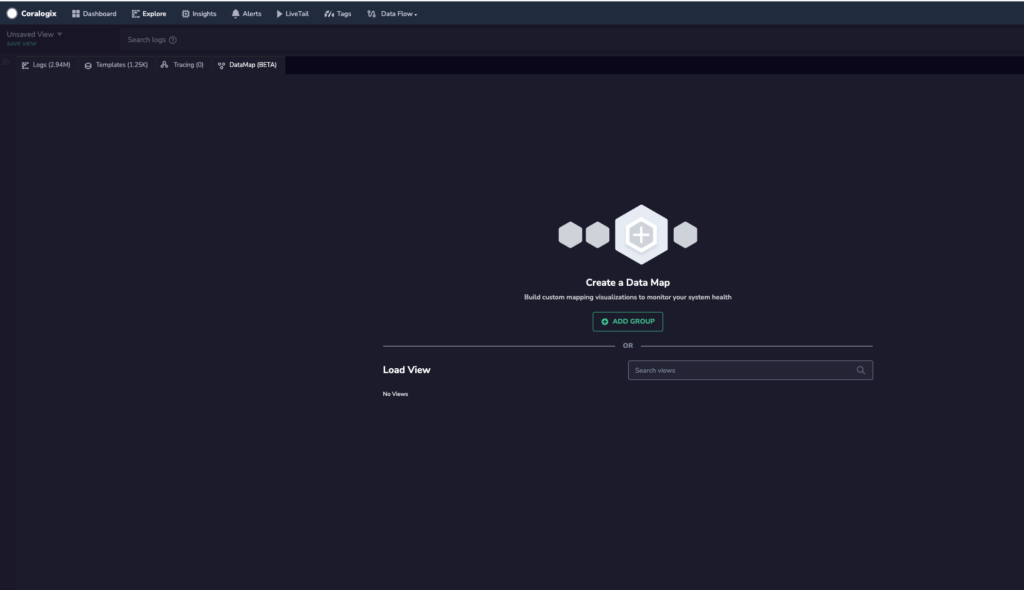 Coralogix Dashboard Explore Insights Alerts LiveTail Tags Data Flow
Unsaved View
SAVE VIEW
Search logs
Logs (2.94M) Templates (1.25K) Tracing (0) DataMap (BETA)
Create a Data Map
Build custom mapping visualizations to monitor your system health
ADD GROUP
OR
Load View
Search views
No Views